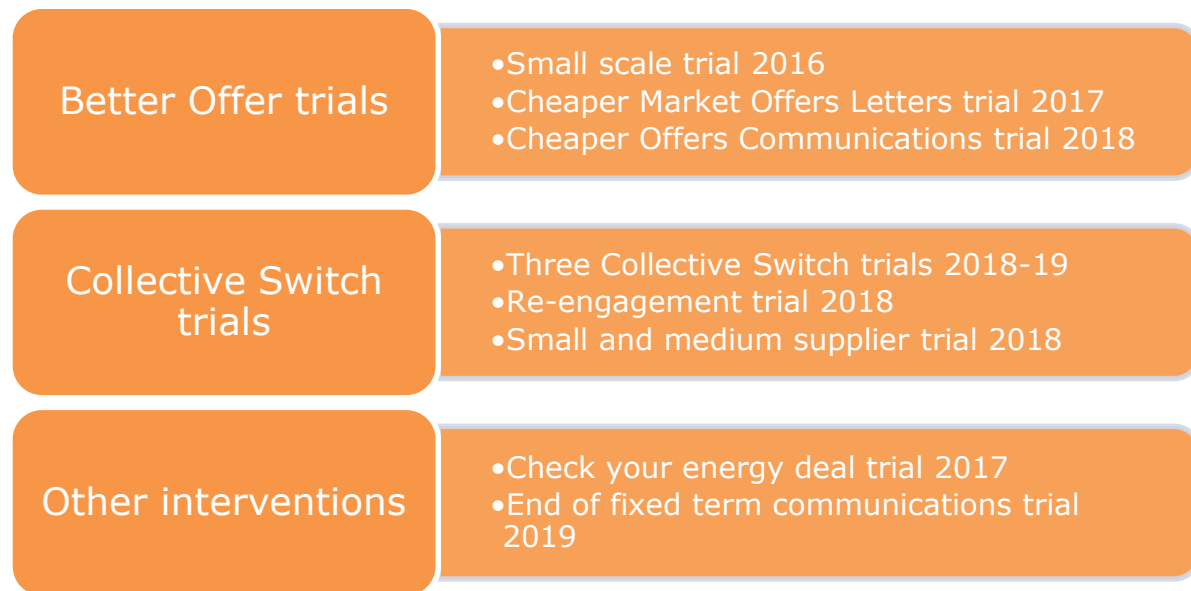 Better Offer trials
•Small scale trial 2016
•Cheaper Market Offers Letters trial 2017
•Cheaper Offers Communications trial 2018
Collective Switch
trials
•Three Collective Switch trials 2018-19
•Re-engagement trial 2018
•Small and medium supplier trial 2018
Other interventions
•Check your energy deal trial 2017
•End of fixed term communications trial
2019